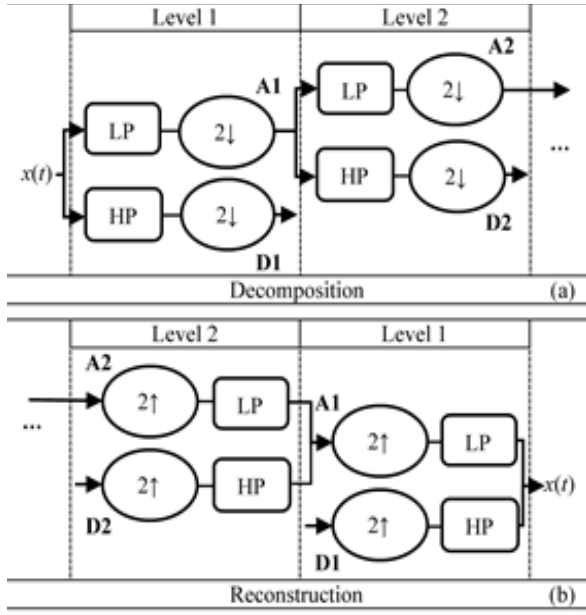 Level 1 Level 2
A1 A2
LP 2↓ LP 2↓
x(t) ...
HP 2↓ HP 2↓
D1 D2
Decomposition (a)
Level 2 Level 1
A2 A1
2↑ LP 2↑ LP
... x(t)
2↑ HP 2↑ HP
D2 D1
Reconstruction (b)